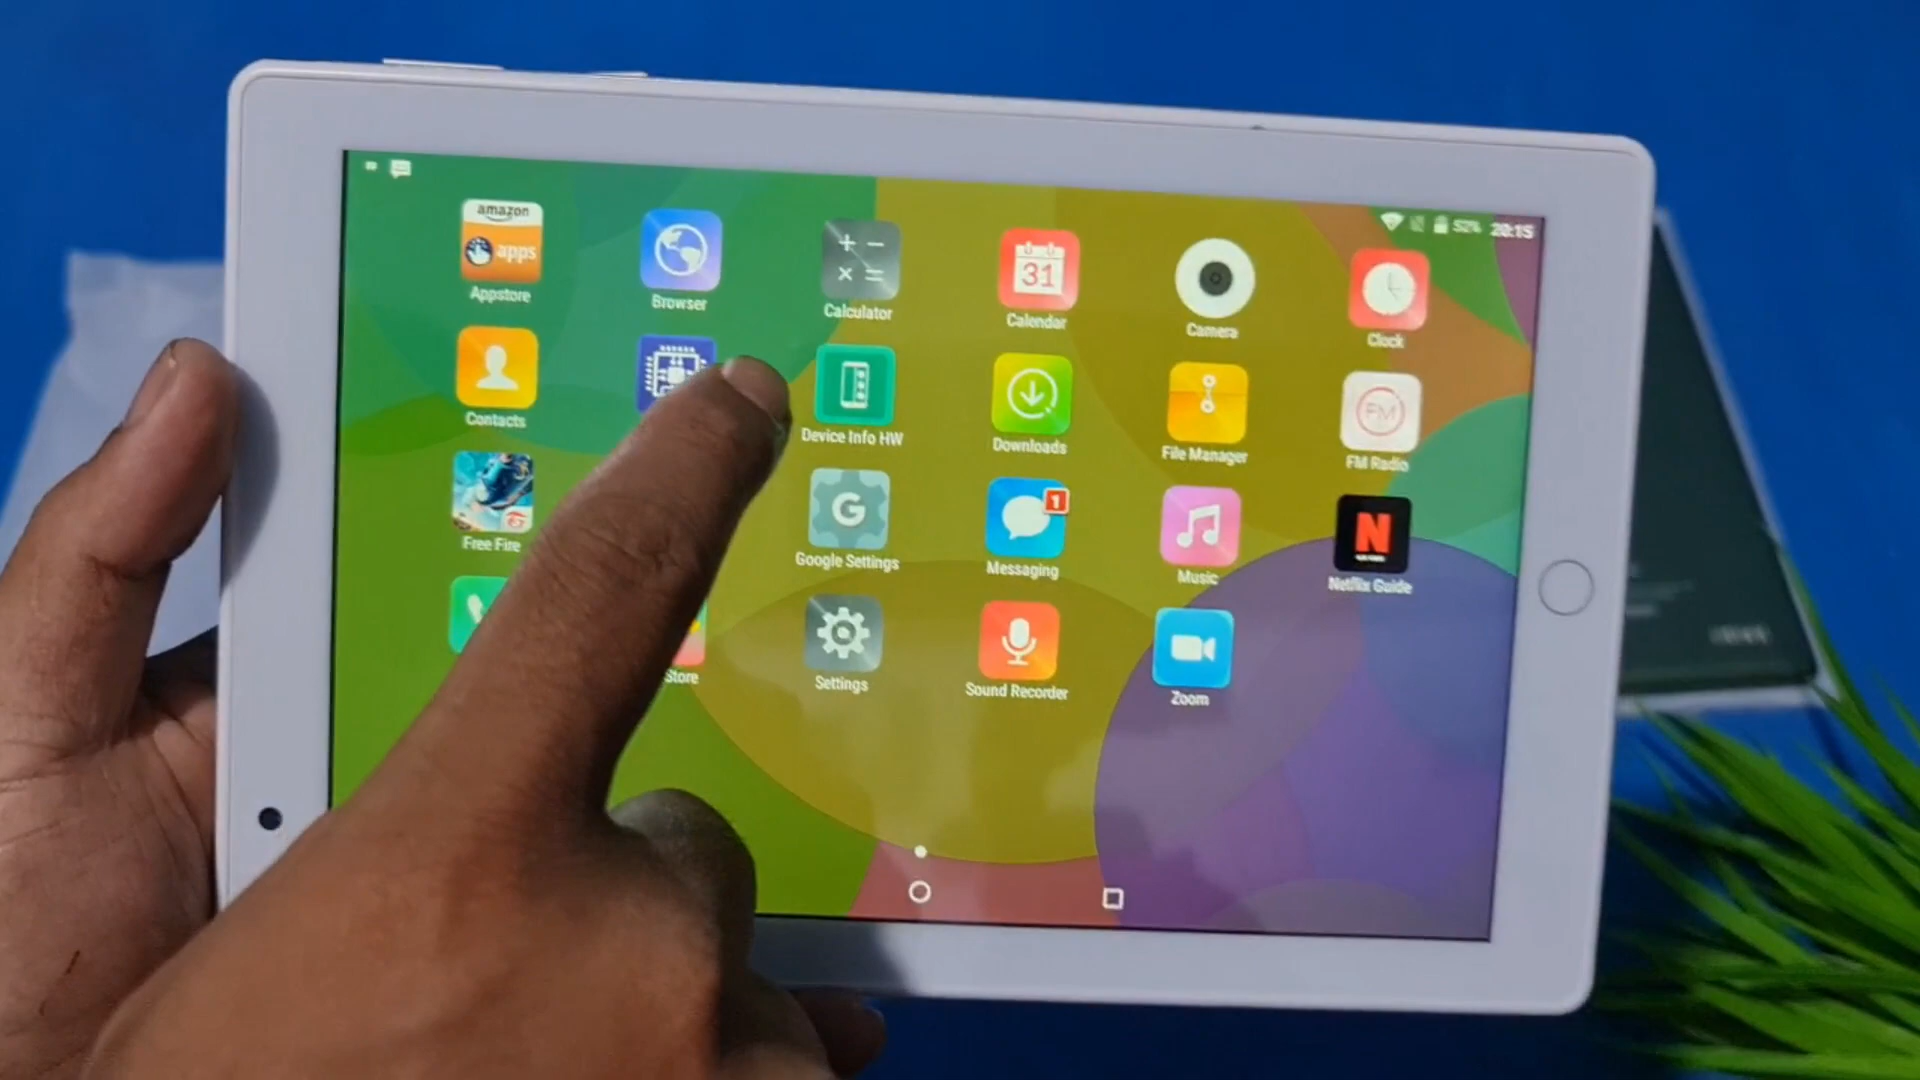 52% 20:15
amazon
apps
Appstore
Browser
Calculator
31
Calendar
Camera
Clock
Contacts
Device Info HW
Downloads
File Manager
FM
FM Radio
Free Fire
G
Google Settings
1
Messaging
Music
N
Netflix Guide
Store
Settings
Sound Recorder
Zoom